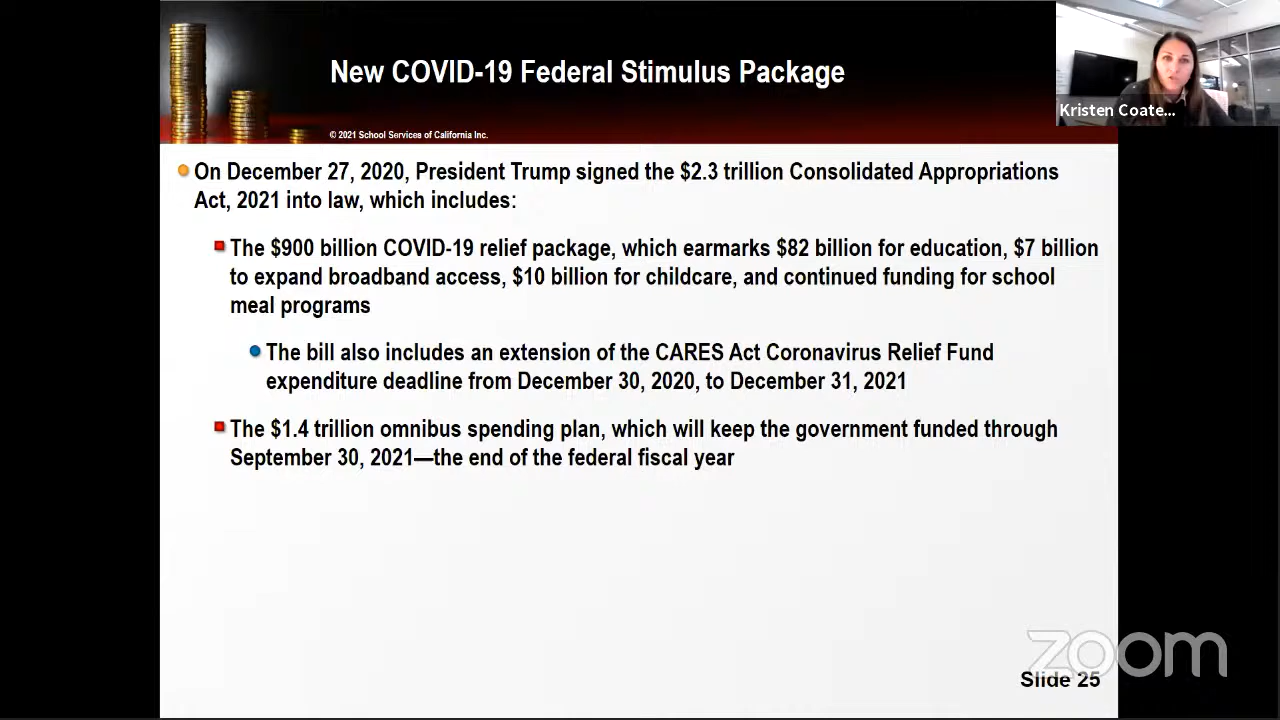 New COVID-19 Federal Stimulus Package
© 2021 School Services of California Inc.
Kristen Coate...
On December 27, 2020, President Trump signed the $2.3 trillion Consolidated Appropriations
Act, 2021 into law, which includes:
The $900 billion COVID-19 relief package, which earmarks $82 billion for education, $7 billion
to expand broadband access, $10 billion for childcare, and continued funding for school
meal programs
The bill also includes an extension of the CARES Act Coronavirus Relief Fund
expenditure deadline from December 30, 2020, to December 31, 2021
The $1.4 trillion omnibus spending plan, which will keep the government funded through
September 30, 2021—the end of the federal fiscal year
zoom
Slide 25